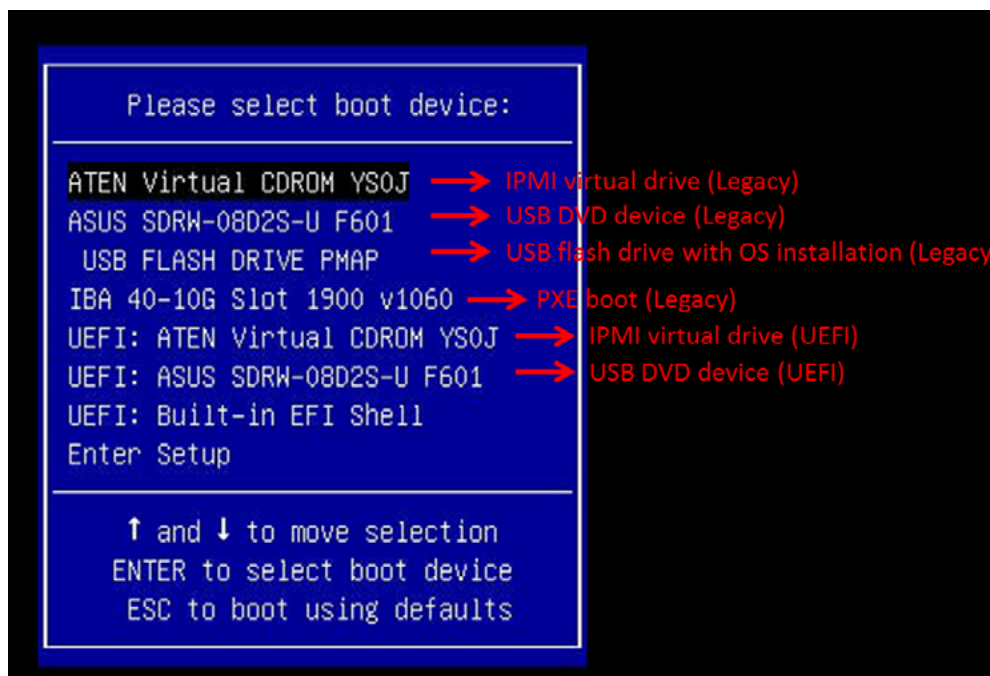 Please select boot device:
ATEN Virtual CDROM YS0J → IPMI virtual drive (Legacy)
ASUS SDRW-08D2S-U F601 → USB DVD device (Legacy)
USB FLASH DRIVE PMAP → USB flash drive with OS installation (Legacy
IBA 40-10G Slot 1900 v1060 → PXE boot (Legacy)
UEFI: ATEN Virtual CDROM YS0J → IPMI virtual drive (UEFI)
UEFI: ASUS SDRW-08D2S-U F601 → USB DVD device (UEFI)
UEFI: Built-in EFI Shell
Enter Setup
↑ and ↓ to move selection
ENTER to select boot device
ESC to boot using defaults